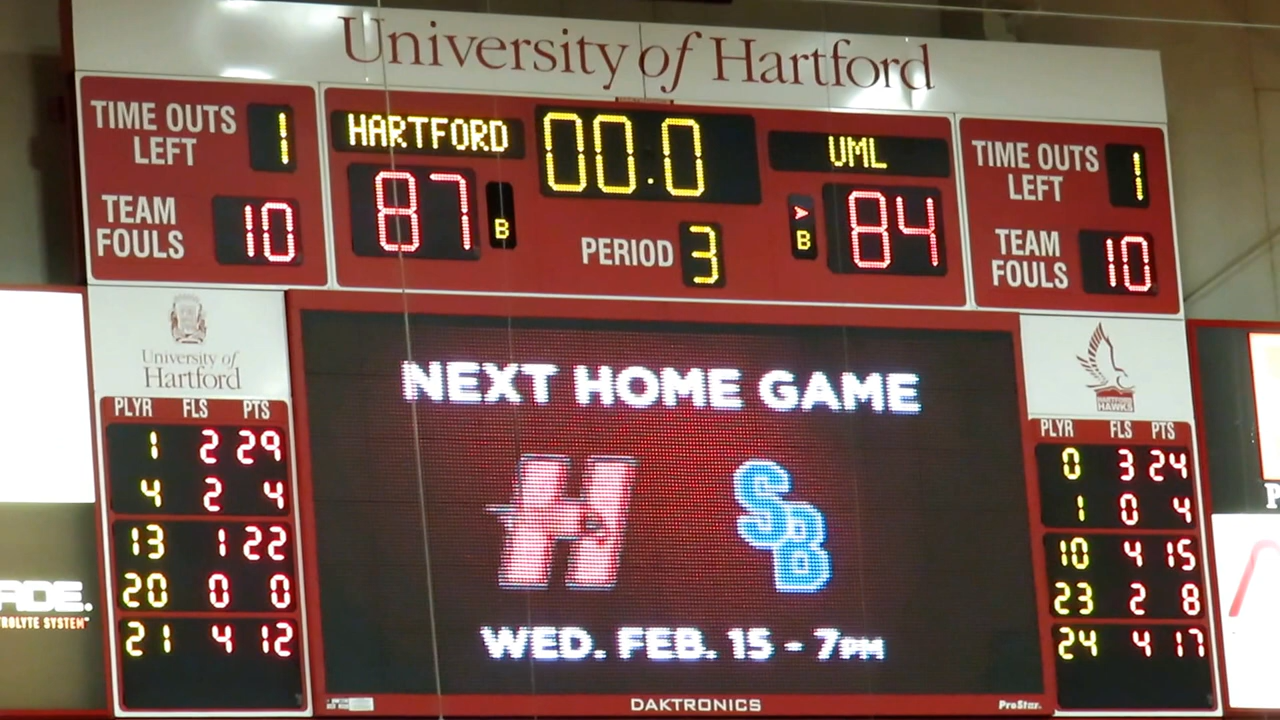 University of Hartford
TIME OUTS LEFT 1
HARTFORD
00.0
UML
TIME OUTS LEFT 1
TEAM FOULS 10
87 B
PERIOD 3
B 84
TEAM FOULS 10
University of
Hartford
PLYR FLS PTS
1 2 29
4 2 4
13 1 22
20 0 0
21 4 12
NEXT HOME GAME
H
SB
WED. FEB. 15 - 7PM
HAWKS
PLYR FLS PTS
0 3 24
1 0 4
10 4 15
23 2 8
24 4 17
DAKTRONICS
ProStar